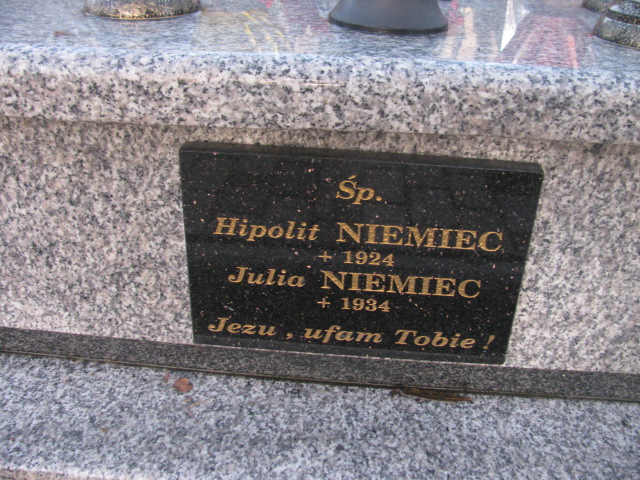 Śp.
Hipolit NIEMIEC
+ 1924
Julia NIEMIEC
+ 1934
Jezu , ufam Tobie !